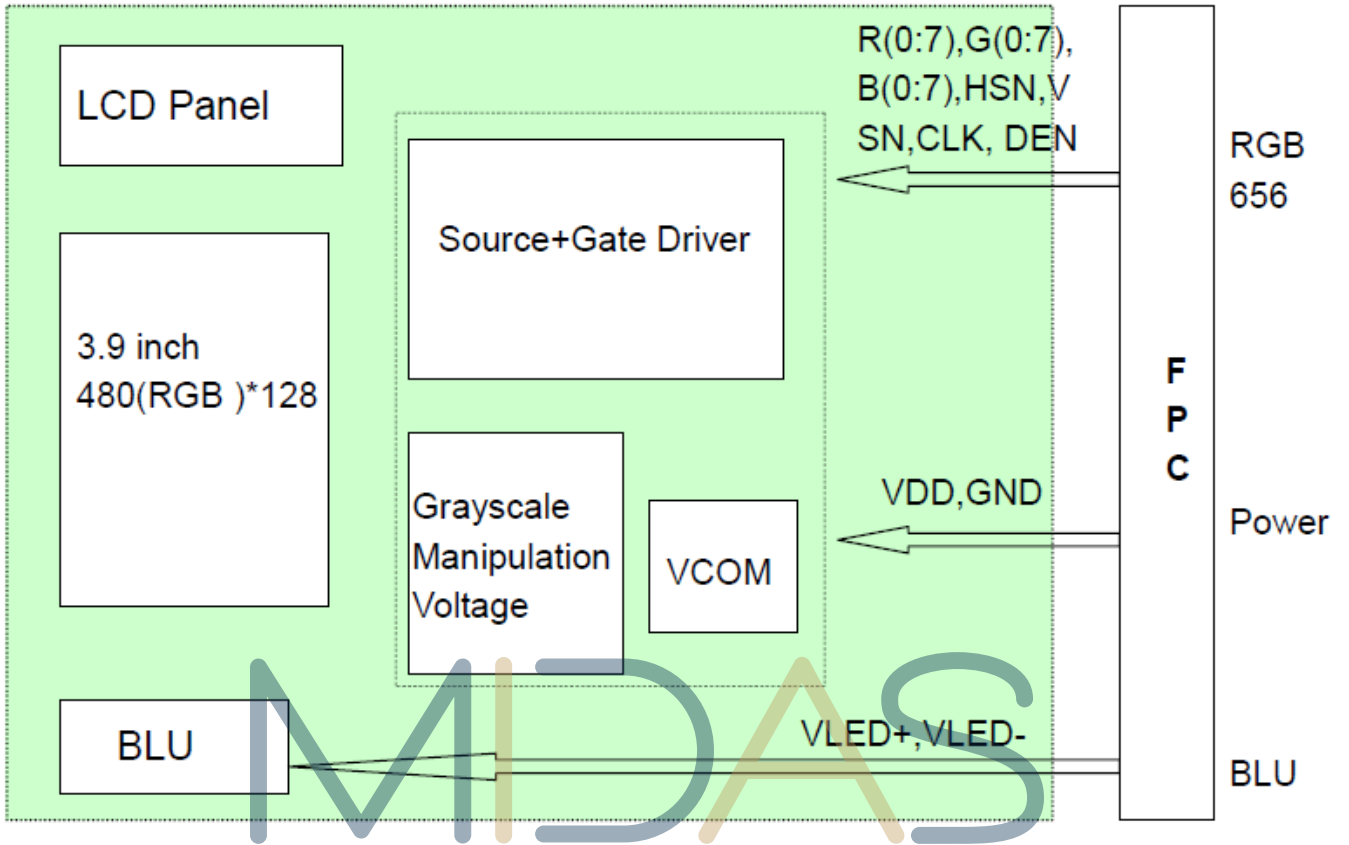 LCD Panel
3.9 inch
480(RGB )*128
BLU
Source+Gate Driver
Grayscale
Manipulation
Voltage
VCOM
R(0:7),G(0:7),
B(0:7),HSN,V
SN,CLK, DEN
VDD,GND
VLED+,VLED-
F
P
C
RGB
656
Power
BLU
MIDAS